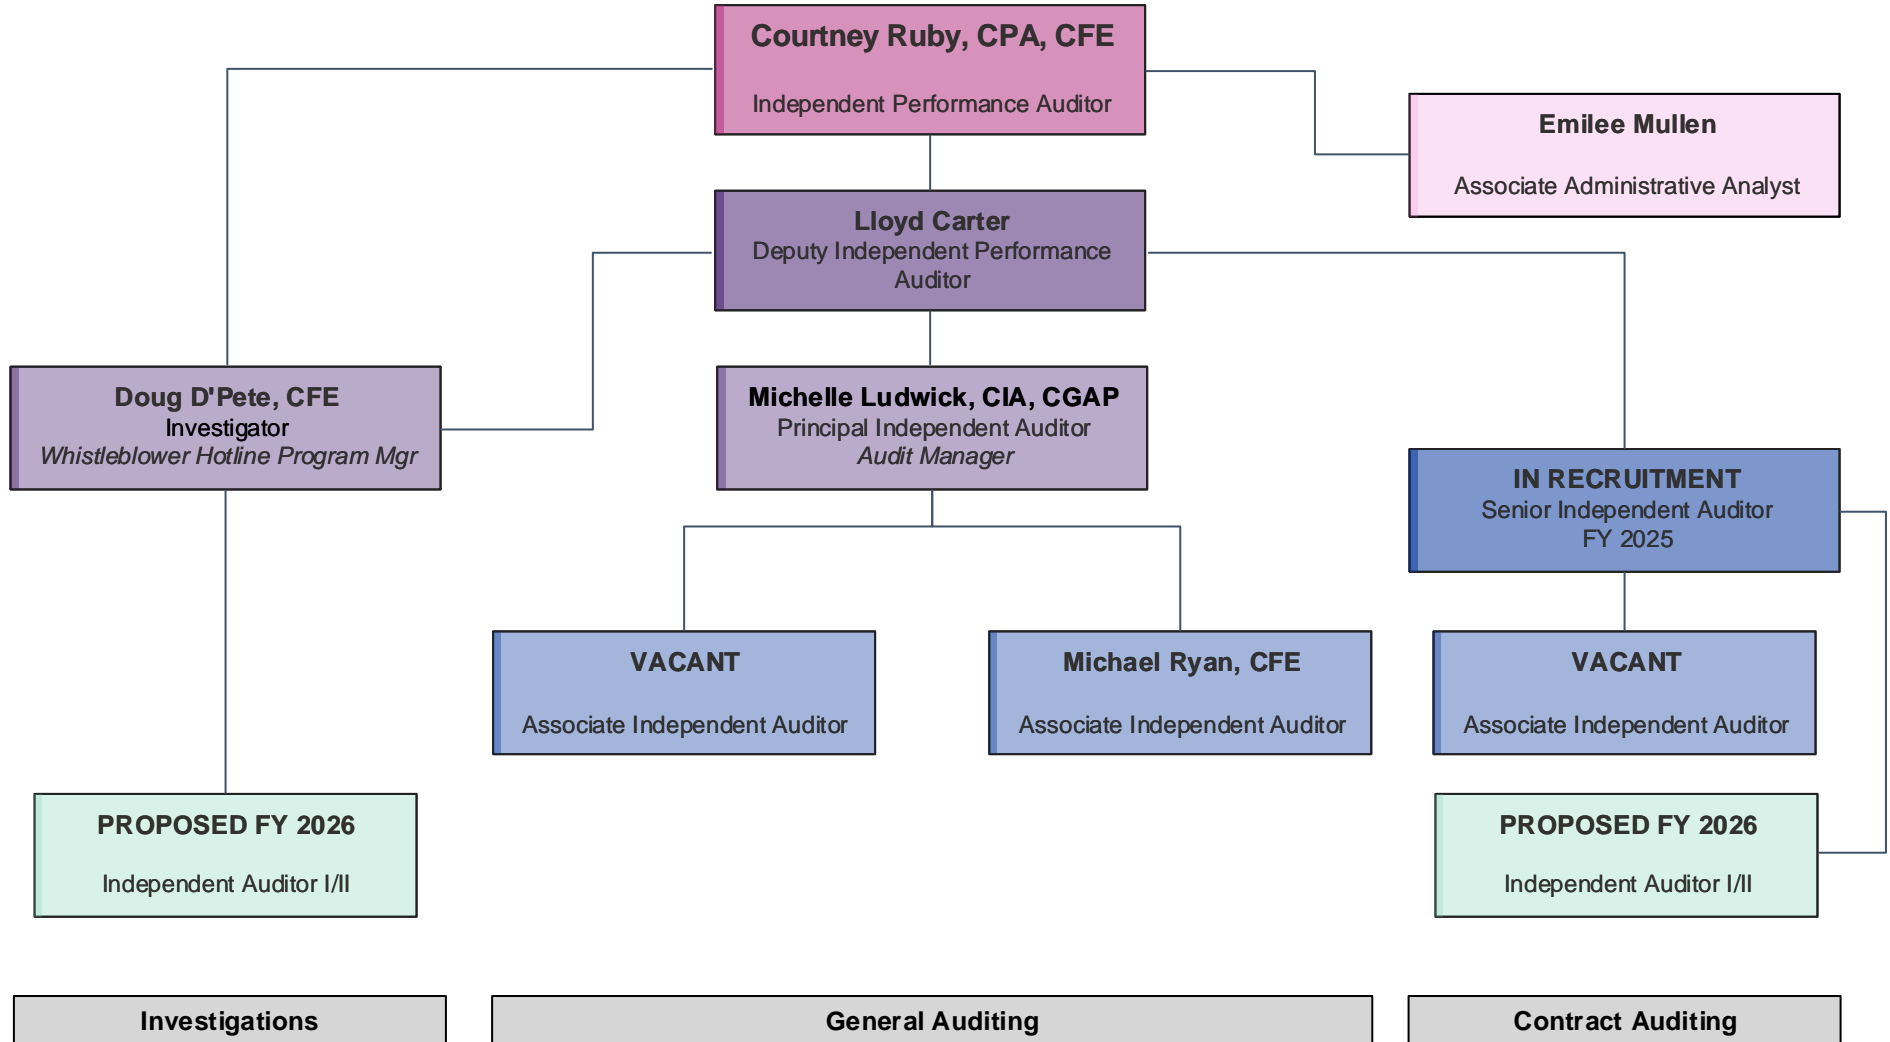 Courtney Ruby, CPA, CFE
Independent Performance Auditor
Emilee Mullen
Associate Administrative Analyst
Lloyd Carter
Deputy Independent Performance
Auditor
Doug D'Pete, CFE
Investigator
Whistleblower Hotline Program Mgr
Michelle Ludwick, CIA, CGAP
Principal Independent Auditor
Audit Manager
IN RECRUITMENT
Senior Independent Auditor
FY 2025
VACANT
Associate Independent Auditor
Michael Ryan, CFE
Associate Independent Auditor
VACANT
Associate Independent Auditor
PROPOSED FY 2026
Independent Auditor I/II
PROPOSED FY 2026
Independent Auditor I/II
Investigations
General Auditing
Contract Auditing